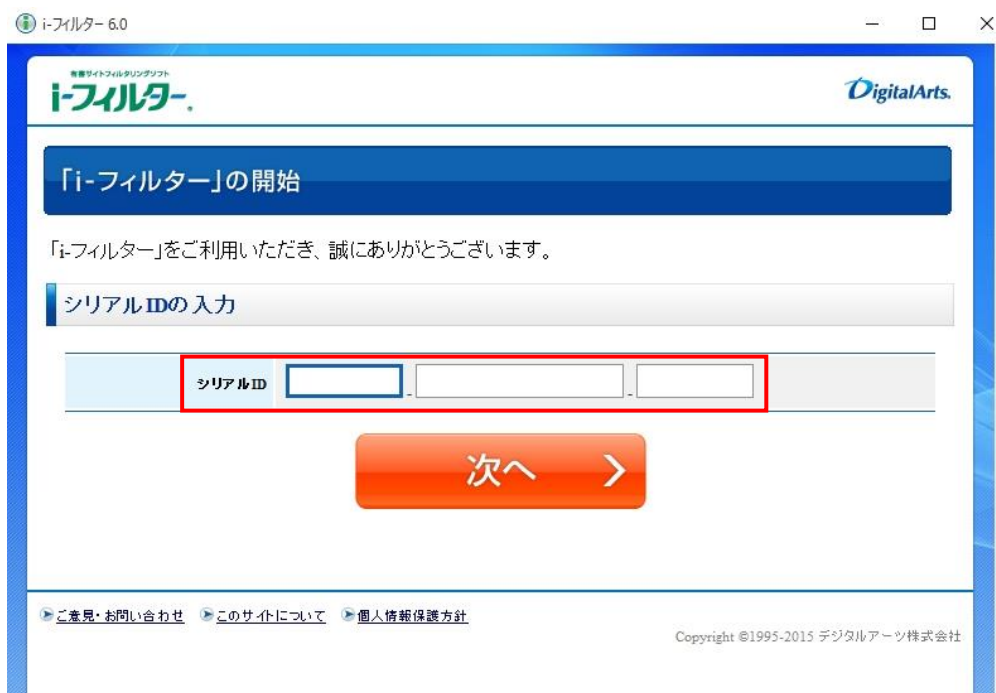 i-フィルター 6.0
有害サイトフィルタリングソフト
i-フィルター.
DigitalArts.
「i-フィルター」の開始
「i-フィルター」をご利用いただき、誠にありがとうございます。
シリアルIDの入力
シリアルID - -
次へ
ご意見・お問い合わせ このサイトについて 個人情報保護方針
Copyright ©1995-2015 デジタルアーツ株式会社